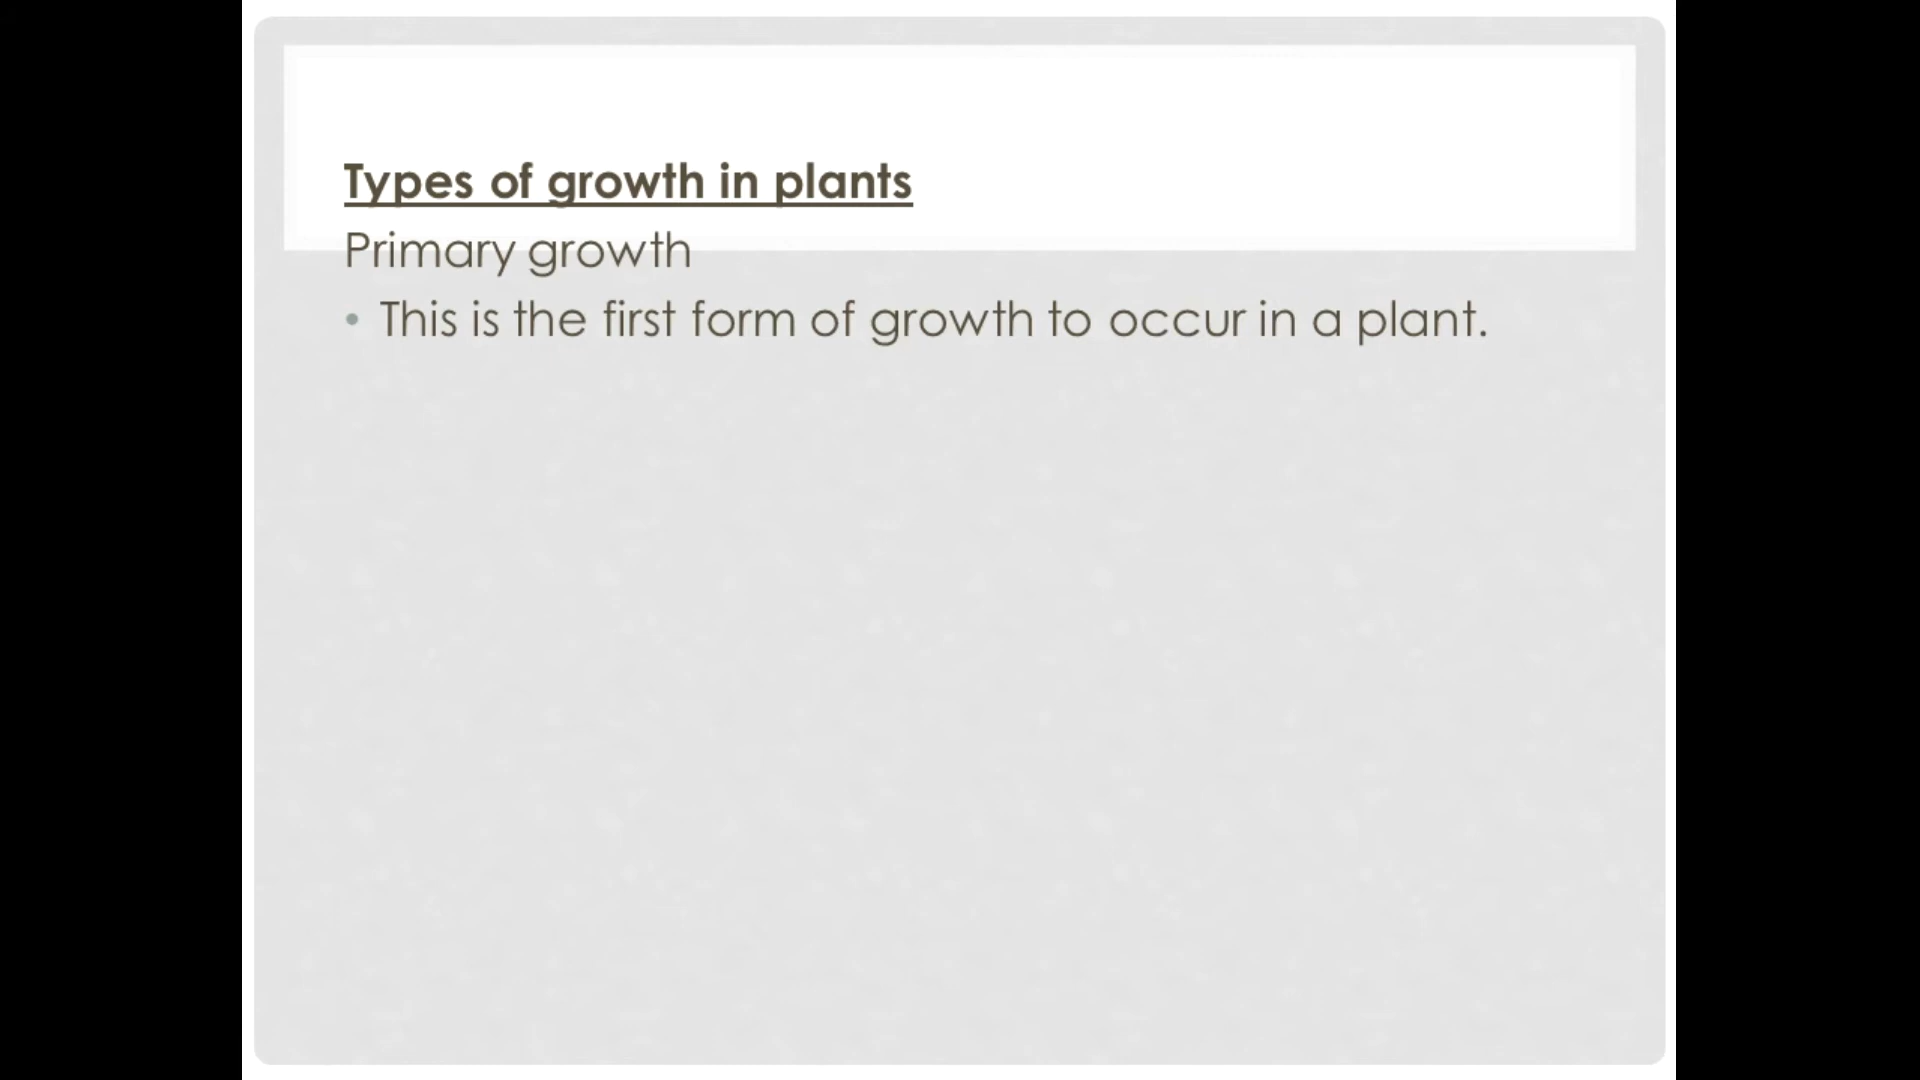 Types of growth in plants
Primary growth
• This is the first form of growth to occur in a plant.